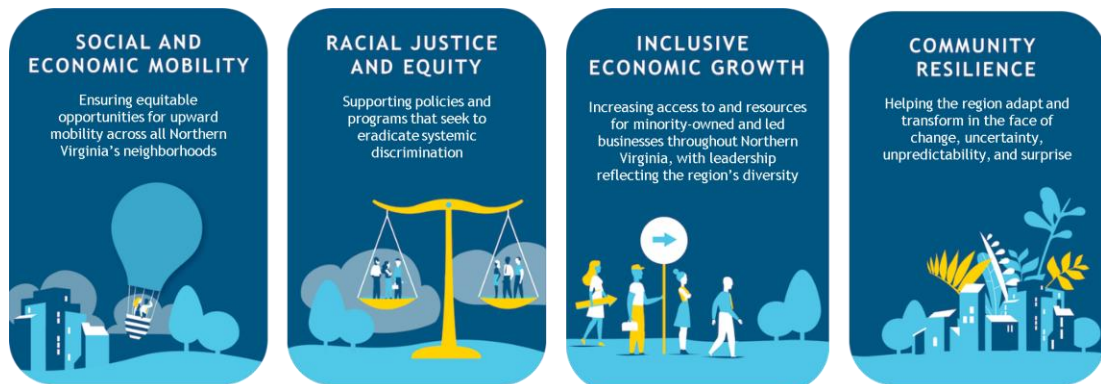 SOCIAL AND
ECONOMIC MOBILITY
Ensuring equitable
opportunities for upward
mobility across all Northern
Virginia's neighborhoods
RACIAL JUSTICE
AND EQUITY
Supporting policies and
programs that seek to
eradicate systemic
discrimination
INCLUSIVE
ECONOMIC GROWTH
Increasing access to and resources
for minority-owned and led
businesses throughout Northern
Virginia, with leadership
reflecting the region's diversity
COMMUNITY
RESILIENCE
Helping the region adapt and
transform in the face of
change, uncertainty,
unpredictability, and surprise